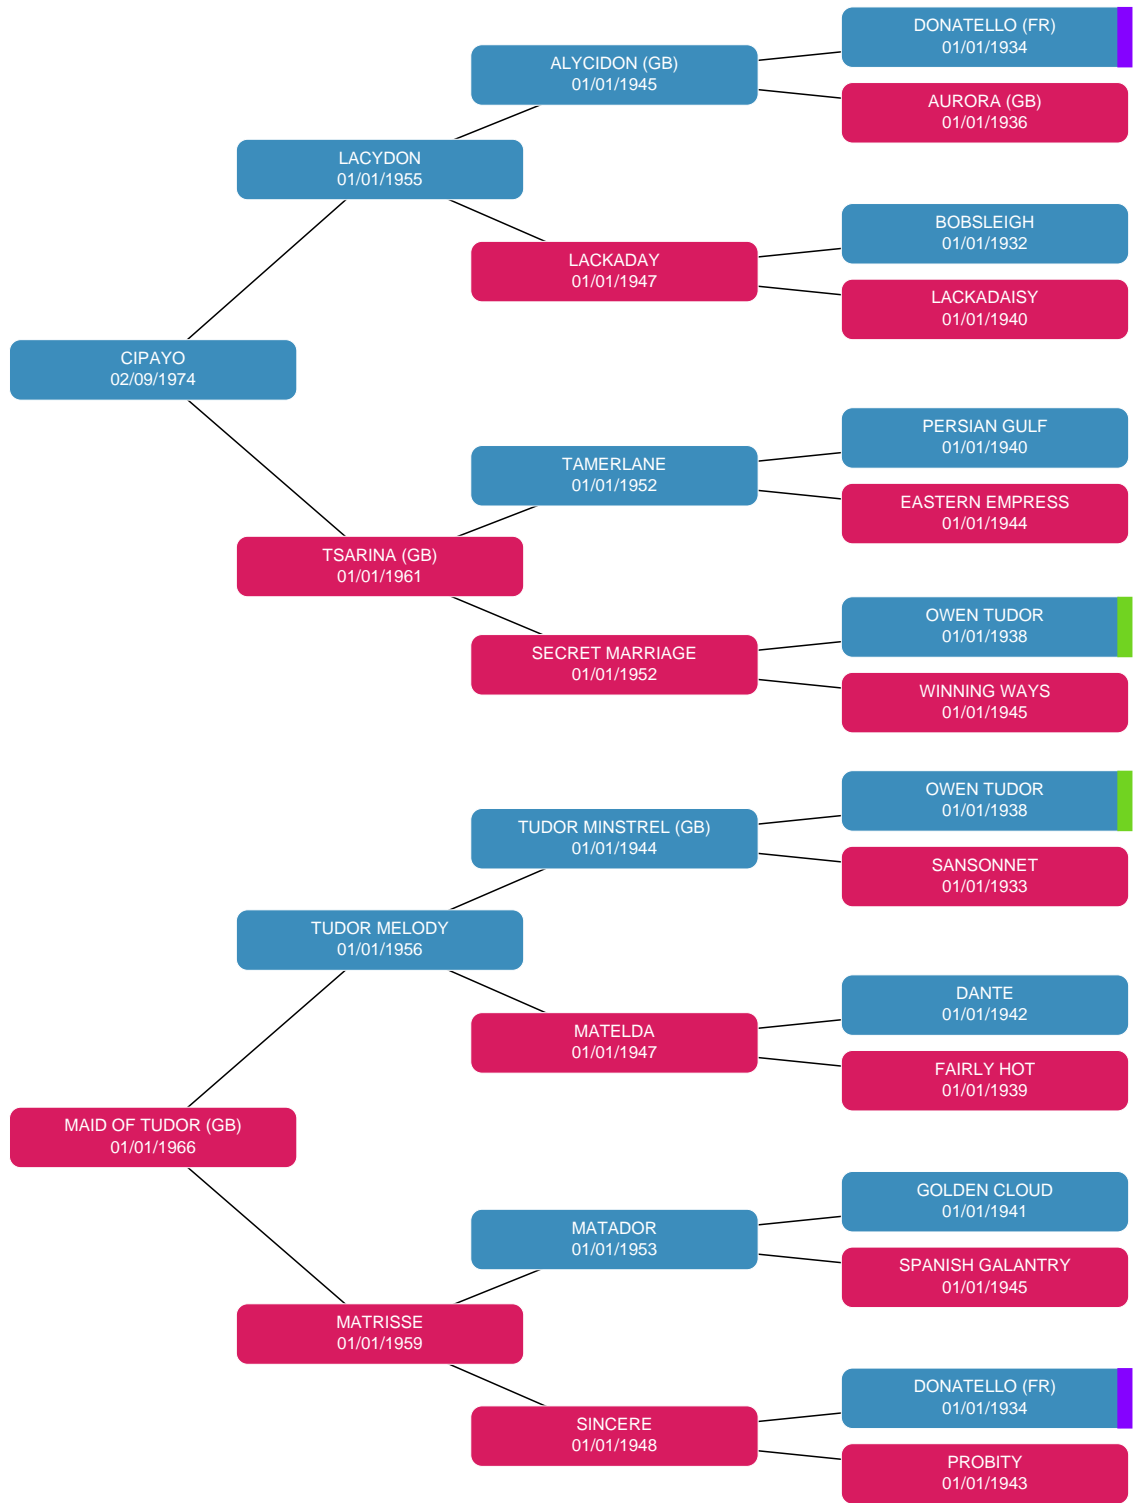 DONATELLO (FR)
01/01/1934
ALYCIDON (GB)
01/01/1945
AURORA (GB)
01/01/1936
LACYDON
01/01/1955
BOBSLEIGH
01/01/1932
LACKADAY
01/01/1947
LACKADAISY
01/01/1940
CIPAYO
02/09/1974
PERSIAN GULF
01/01/1940
TAMERLANE
01/01/1952
EASTERN EMPRESS
01/01/1944
TSARINA (GB)
01/01/1961
OWEN TUDOR
01/01/1938
SECRET MARRIAGE
01/01/1952
WINNING WAYS
01/01/1945
OWEN TUDOR
01/01/1938
TUDOR MINSTREL (GB)
01/01/1944
SANSONNET
01/01/1933
TUDOR MELODY
01/01/1956
DANTE
01/01/1942
MATELDA
01/01/1947
FAIRLY HOT
01/01/1939
MAID OF TUDOR (GB)
01/01/1966
GOLDEN CLOUD
01/01/1941
MATADOR
01/01/1953
SPANISH GALANTRY
01/01/1945
MATRISSE
01/01/1959
DONATELLO (FR)
01/01/1934
SINCERE
01/01/1948
PROBITY
01/01/1943